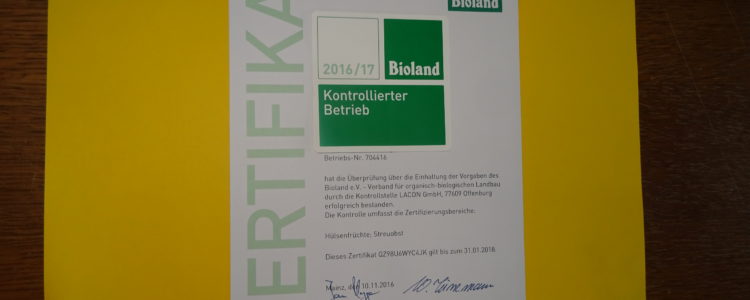 Bioland
ERTIFIKA
2016/17
Bioland
Kontrollierter
Betrieb
Betriebs-Nr. 704416
hat die Überprüfung über die Einhaltung der Vorgaben des
Bioland e.V. - Verband für organisch-biologischen Landbau
durch die Kontrollstelle LACON GmbH, 77609 Offenburg
erfolgreich bestanden.
Die Kontrolle umfasst die Zertifizierungsbereiche:
Hülsenfrüchte; Streuobst
Dieses Zertifikat QZ98U6WYC4JK gilt bis zum 31.01.2018
Mainz, den 10.11.2016